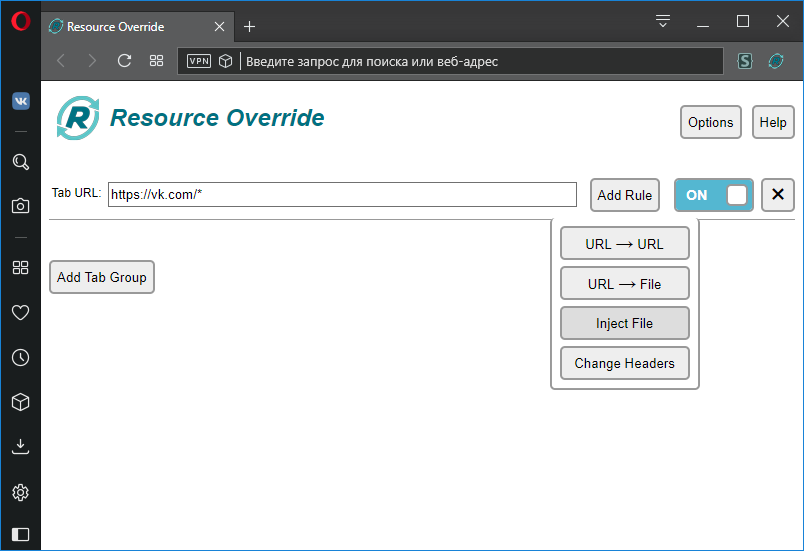 Resource Override
VPN
Введите запрос для поиска или веб-адрес
S
R Resource Override
Options
Help
Tab URL:
https://vk.com/*
Add Rule
ON
URL → URL
URL → File
Inject File
Change Headers
Add Tab Group